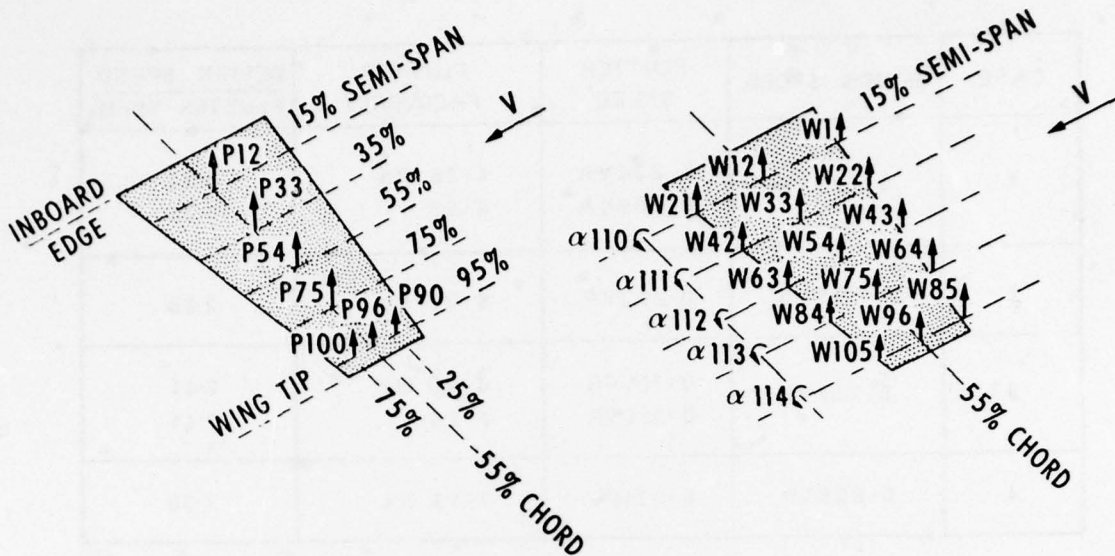 15% SEMI-SPAN
35%
55%
75%
95%
V
INBOARD
EDGE
P12
P33
P54
P75
P96
P90
P100
WING TIP
75%
25%
55% CHORD
15% SEMI-SPAN
V
W1
W12
W22
W21
W33
W43
W42
W54
W64
W63
W75
W85
W84
W96
W105
α110
α111
α112
α113
α114
55% CHORD